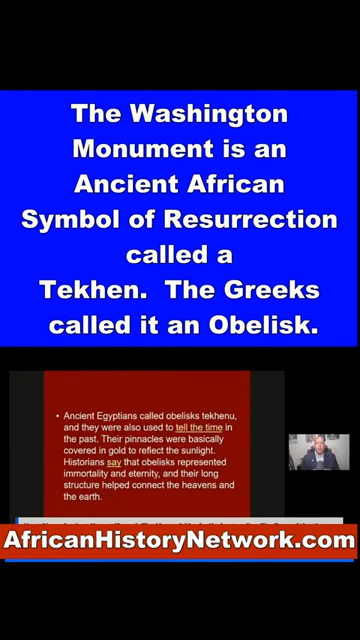 The Washington
Monument is an
Ancient African
Symbol of Resurrection
called a
Tekhen. The Greeks
called it an Obelisk.
• Ancient Egyptians called obelisks tekhenu,
and they were also used to tell the time in
the past. Their pinnacles were basically
covered in gold to reflect the sunlight.
Historians say that obelisks represented
immortality and eternity, and their long
structure helped connect the heavens and
the earth.
AfricanHistoryNetwork.com